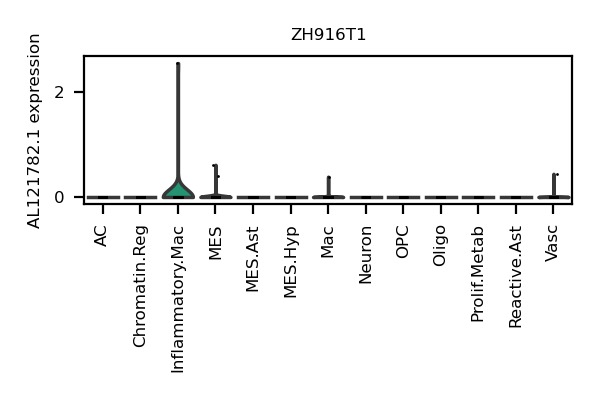 ZH916T1
AL121782.1 expression
2
0
AC
Chromatin.Reg
Inflammatory.Mac
MES
MES.Ast
MES.Hyp
Mac
Neuron
OPC
Oligo
Prolif.Metab
Reactive.Ast
Vasc